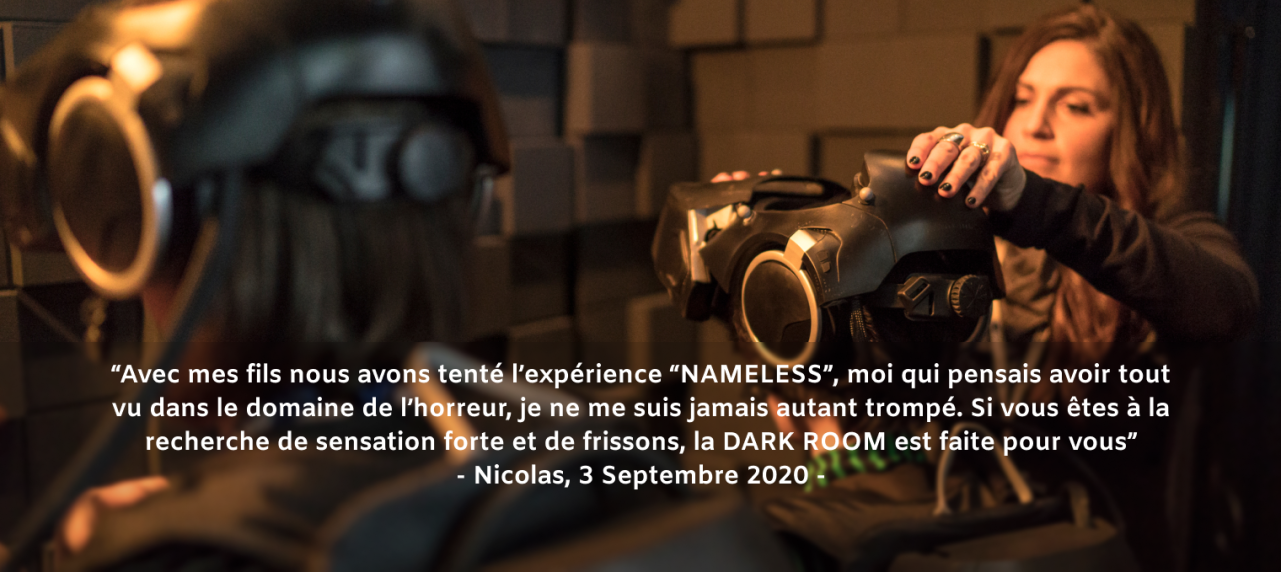 “Avec mes fils nous avons tenté l’expérience “NAMELESS”, moi qui pensais avoir tout
vu dans le domaine de l’horreur, je ne me suis jamais autant trompé. Si vous êtes à la
recherche de sensation forte et de frissons, la DARK ROOM est faite pour vous”
- Nicolas, 3 Septembre 2020 -